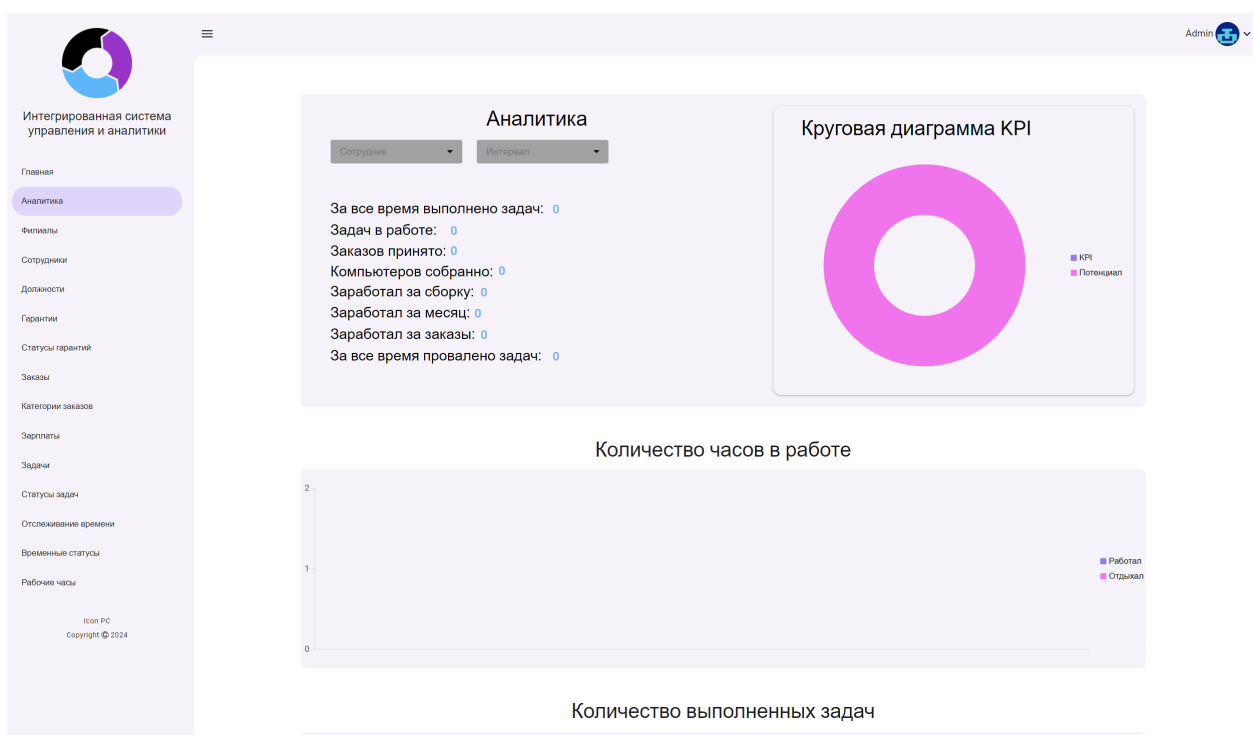 Admin
Интегрированная система
управления и аналитики
Главная
Аналитика
Филиалы
Сотрудники
Должности
Гарантии
Статусы гарантий
Заказы
Категории заказов
Зарплаты
Задачи
Статусы задач
Отслеживание времени
Временные статусы
Рабочие часы
Icon PC
Copyright © 2024
Аналитика
Сотрудник
Интервал
За все время выполнено задач: 0
Задач в работе: 0
Заказов принято: 0
Компьютеров собранно: 0
Заработал за сборку: 0
Заработал за месяц: 0
Заработал за заказы: 0
За все время провалено задач: 0
Круговая диаграмма KPI
KPI
Потенциал
Количество часов в работе
2
1
0
Работал
Отдыхал
Количество выполненных задач